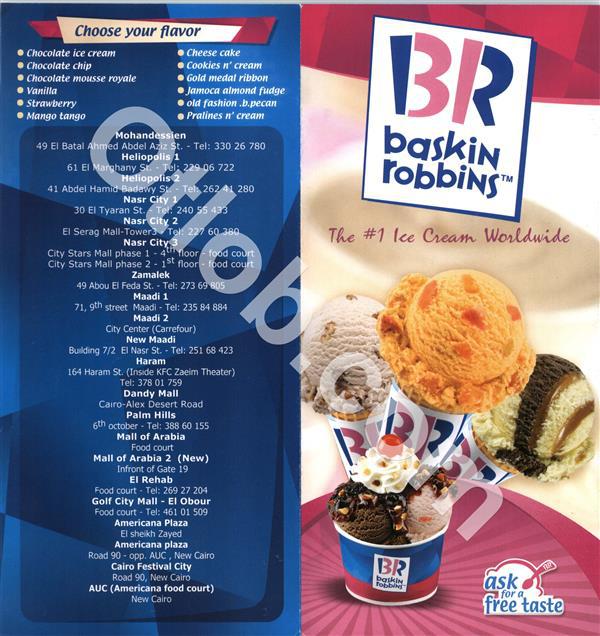 Choose your flavor
Chocolate ice cream
Chocolate chip
Chocolate mousse royale
Vanilla
Strawberry
Mango tango
Cheese cake
Cookies n' cream
Gold medal ribbon
Jamoca almond fudge
old fashion .b.pecan
Pralines n' cream
Mohandessien
49 El Batal Ahmed Abdel Aziz St. - Tel: 330 26 780
Heliopolis 1
61 El Marghany St. - Tel: 229 06 722
Heliopolis 2
41 Abdel Hamid Badawy St. - Tel: 262 41 280
Nasr City 1
30 El Tyaran St. - Tel: 240 55 433
Nasr City 2
El Serag Mall-Tower3 - Tel: 227 60 380
Nasr City 3
City Stars Mall phase 1 - 4th floor - food court
City Stars Mall phase 2 - 1st floor - food court
Zamalek
49 Abou El Feda St. - Tel: 273 69 805
Maadi 1
71, 9th street Maadi - Tel: 235 84 884
Maadi 2
City Center (Carrefour)
New Maadi
Building 7/2 El Nasr St. - Tel: 251 68 423
Haram
164 Haram St. (Inside KFC Zaeim Theater)
Tel: 378 01 759
Dandy Mall
Cairo-Alex Desert Road
Palm Hills
6th october - Tel: 388 60 155
Mall of Arabia
Food court
Mall of Arabia 2 (New)
Infront of Gate 19
El Rehab
Food court - Tel: 269 27 204
Golf City Mall - El Obour
Food court - Tel: 461 01 509
Americana Plaza
El sheikh Zayed
Americana plaza
Road 90 - opp. AUC , New Cairo
Cairo Festival City
Road 90, New Cairo
AUC (Americana food court)
New Cairo
BR
baskin
robbins™
The #1 Ice Cream Worldwide
BR
baskin
robbins
ask
for a
free taste
Otlob.com